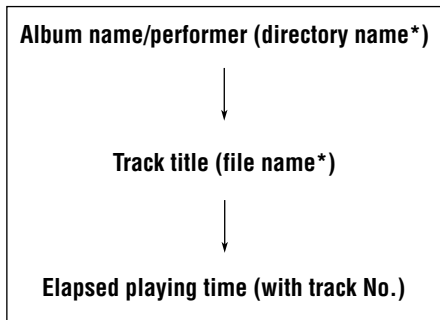 Album name/performer (directory name*)
Track title (file name*)
Elapsed playing time (with track No.)